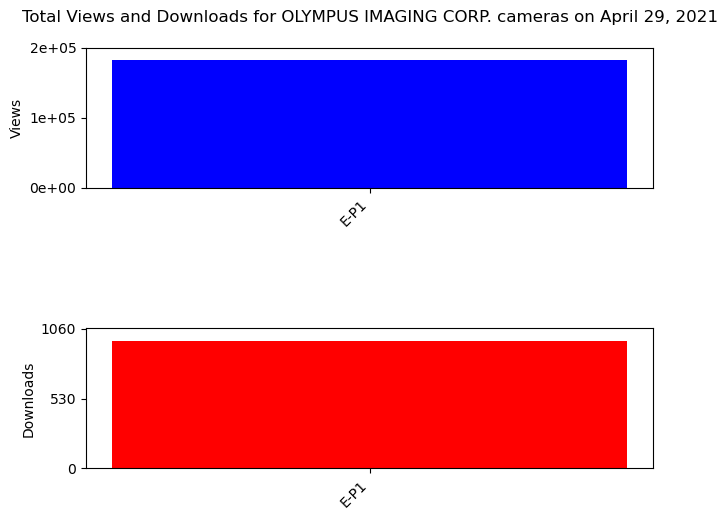 Total Views and Downloads for OLYMPUS IMAGING CORP. cameras on April 29, 2021
2e+05
1e+05
0e+00
Views
E-P1
1060
530
0
Downloads
E-P1